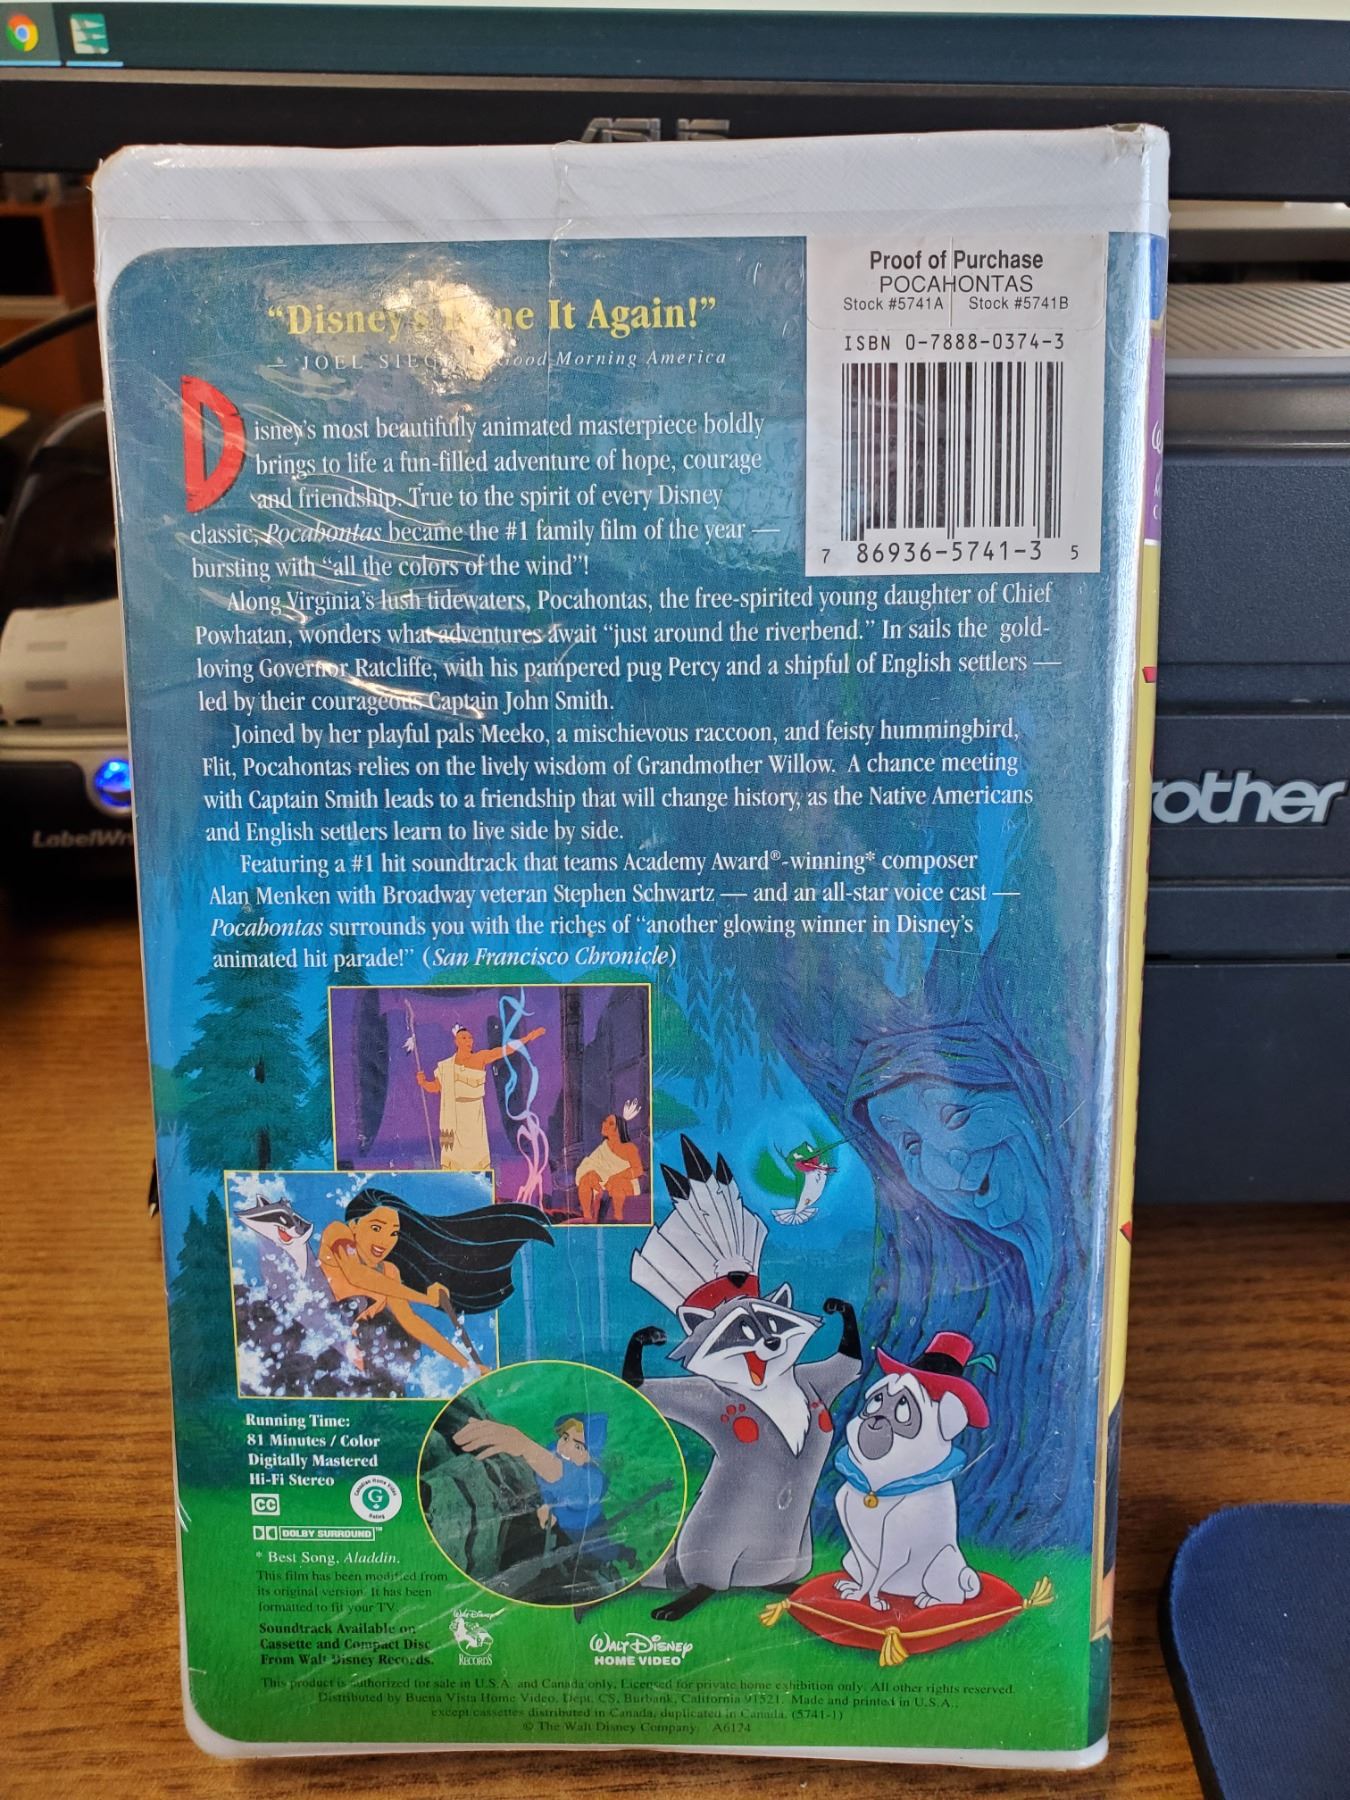 ASUS
"Disney's ne It Again!"
— JOEL SIEG Good Morning America
Proof of Purchase
POCAHONTAS
Stock #5741A Stock #5741B
ISBN 0-7888-0374-3
7 86936-5741-3 5
Disney's most beautifully animated masterpiece boldly
brings to life a fun-filled adventure of hope, courage
and friendship. True to the spirit of every Disney
classic, Pocahontas became the #1 family film of the year —
bursting with "all the colors of the wind"!
Along Virginia's lush tidewaters, Pocahontas, the free-spirited young daughter of Chief
Powhatan, wonders what adventures await "just around the riverbend." In sails the gold-
loving Governor Ratcliffe, with his pampered pug Percy and a shipful of English settlers —
led by their courageous Captain John Smith.
Joined by her playful pals Meeko, a mischievous raccoon, and feisty hummingbird,
Flit, Pocahontas relies on the lively wisdom of Grandmother Willow. A chance meeting
with Captain Smith leads to a friendship that will change history, as the Native Americans
and English settlers learn to live side by side.
Featuring a #1 hit soundtrack that teams Academy Award®-winning* composer
Alan Menken with Broadway veteran Stephen Schwartz — and an all-star voice cast —
Pocahontas surrounds you with the riches of "another glowing winner in Disney's
animated hit parade!" (San Francisco Chronicle)
Running Time:
81 Minutes / Color
Digitally Mastered
Hi-Fi Stereo
CC
Canadian Home Video
G
Rating
DOLBY SURROUND™
* Best Song, Aladdin.
This film has been modified from
its original version. It has been
formatted to fit your TV.
Soundtrack Available on
Cassette and Compact Disc
From Walt Disney Records.
Walt Disney
RECORDS
WALT DISNEY
HOME VIDEO
This product is authorized for sale in U.S.A. and Canada only. Licensed for private home exhibition only. All other rights reserved.
Distributed by Buena Vista Home Video, Dept. CS, Burbank, California 91521. Made and printed in U.S.A.,
except cassettes distributed in Canada, duplicated in Canada. (5741-1)
© The Walt Disney Company. A6124
LabelWr
rother